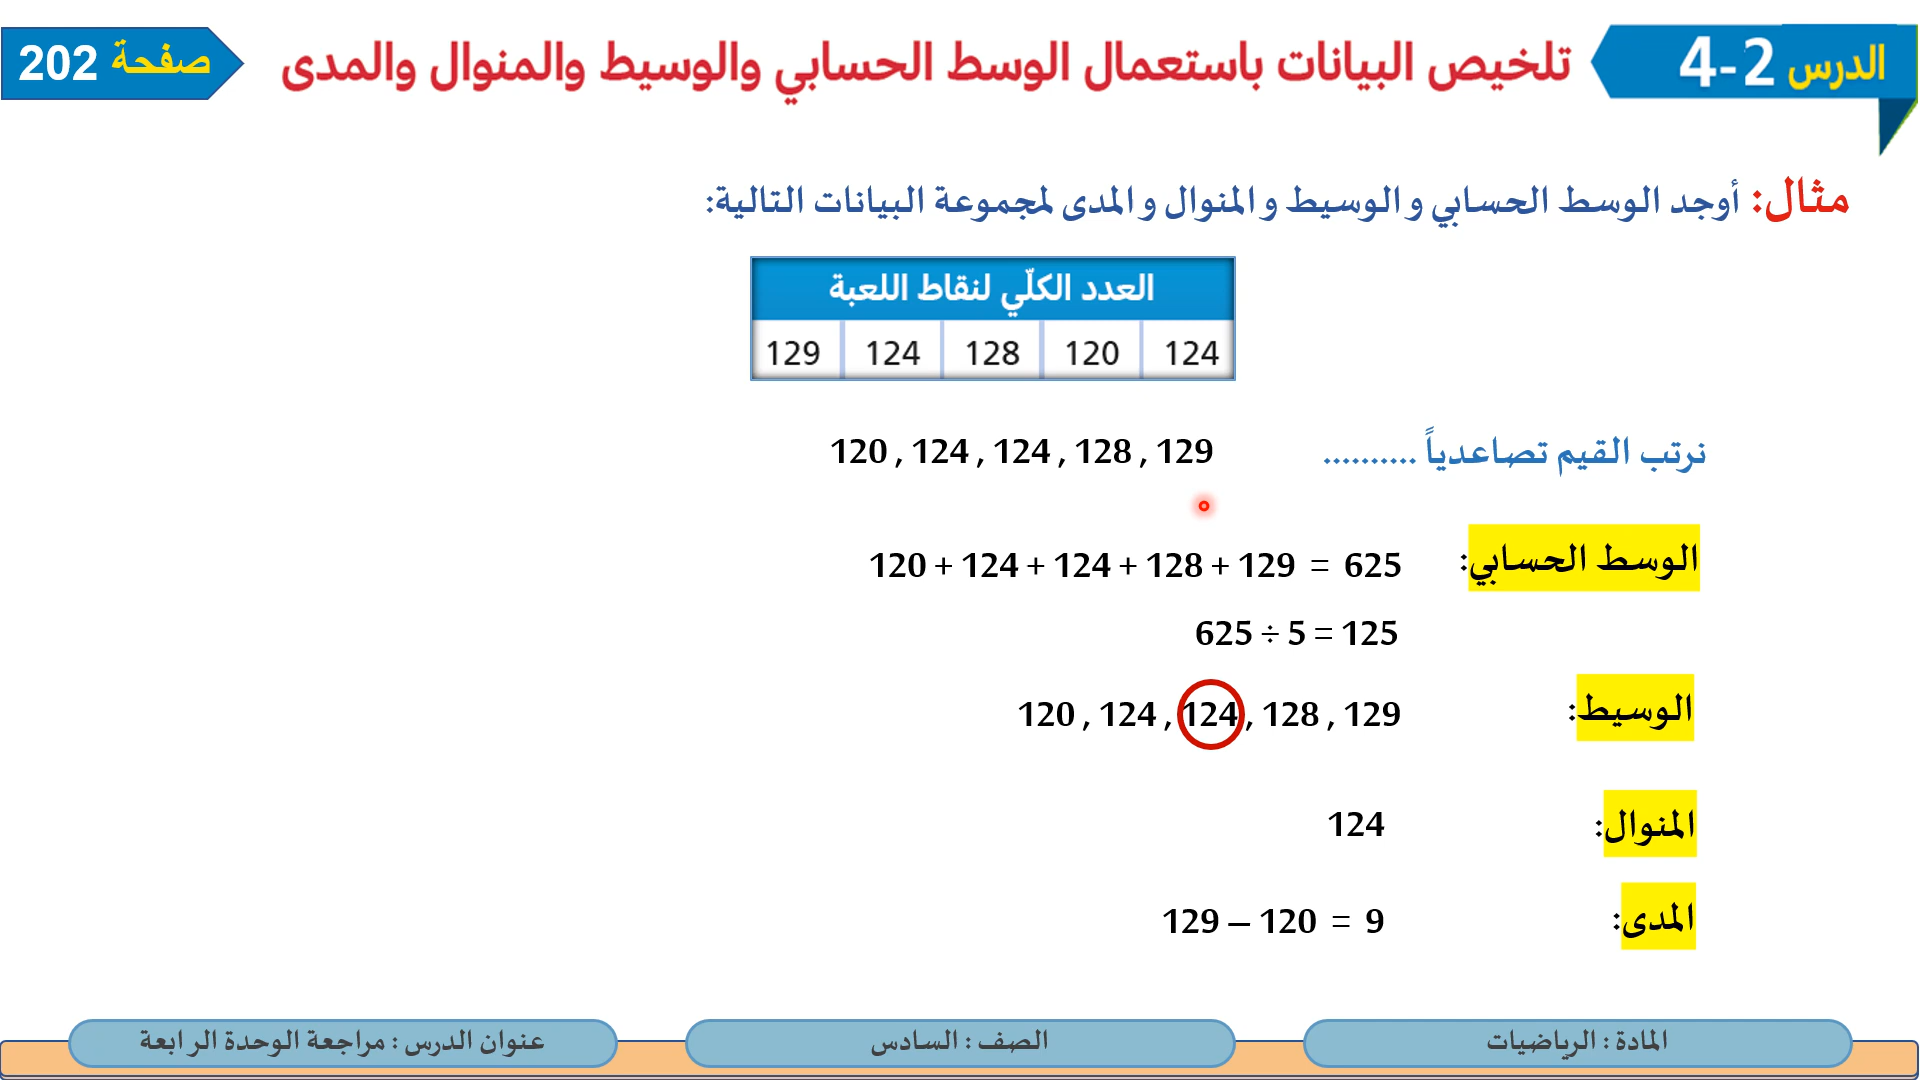 الدرس 2-4
تلخيص البيانات باستعمال الوسط الحسابي والوسيط والمنوال والمدى
صفحة 202
مثال: أوجد الوسط الحسابي و الوسيط و المنوال و المدى لمجموعة البيانات التالية:
العدد الكلّي لنقاط اللعبة
129 124 128 120 124
نرتب القيم تصاعدياً ..........
120 , 124 , 124 , 128 , 129
الوسط الحسابي: 120 + 124 + 124 + 128 + 129 = 625
625 ÷ 5 = 125
الوسيط: 120 , 124 , 124 , 128 , 129
المنوال: 124
المدى: 129 – 120 = 9
المادة : الرياضيات
الصف : السادس
عنوان الدرس : مراجعة الوحدة الرابعة